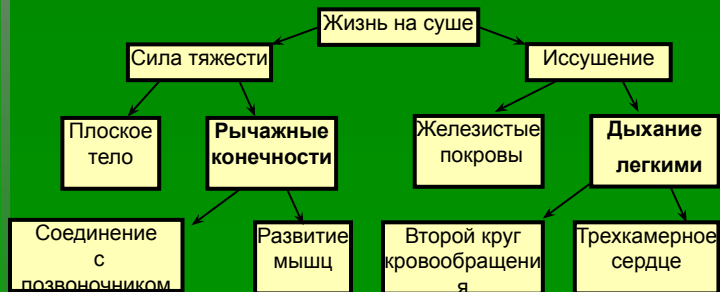 Жизнь на суше
Сила тяжести
Иссушение
Плоское
тело
Рычажные
конечности
Железистые
покровы
Дыхание
легкими
Соединение
с
позвоночником
Развитие
мышц
Второй круг
кровообращени
я
Трехкамерное
сердце